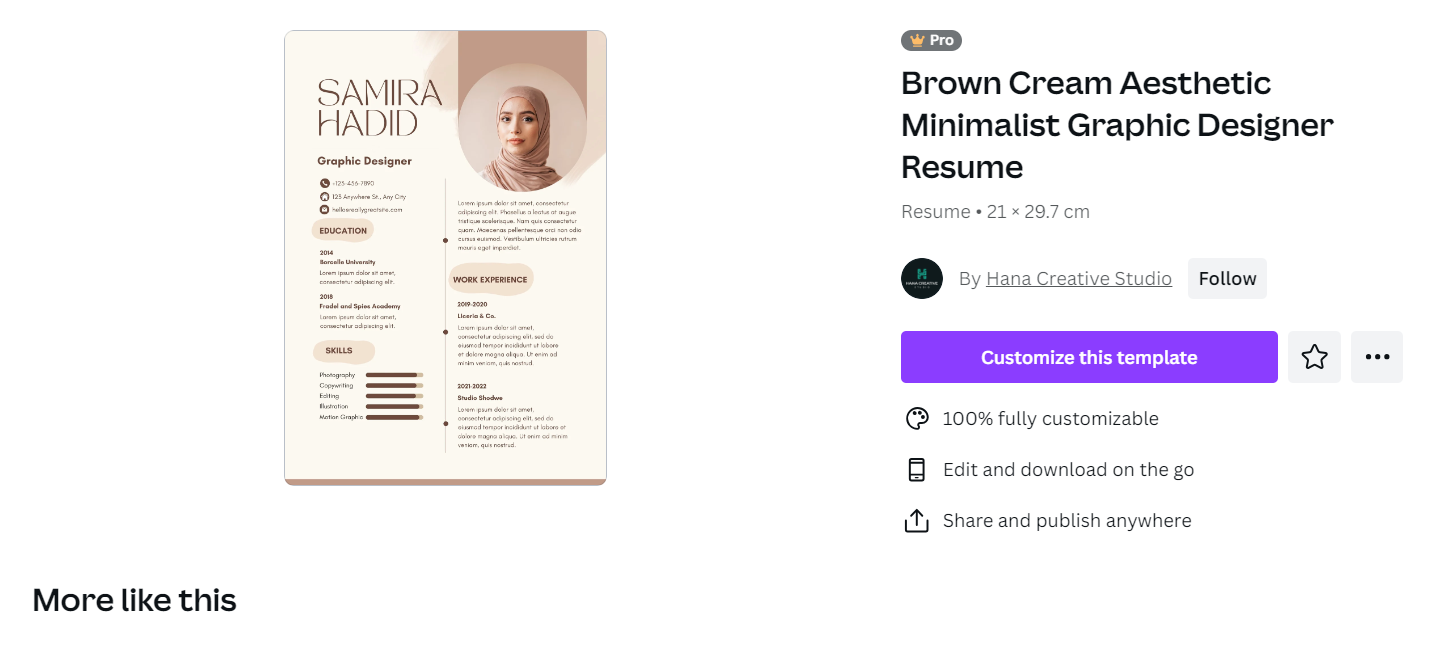 SAMIRA
HADID
Graphic Designer
+123-456-7890
123 Anywhere St., Any City
hello@reallygreatsite.com
EDUCATION
2014
Borcelle University
Lorem ipsum dolor sit amet,
consectetur adipiscing elit.
2018
Fradel and Spies Academy
Lorem ipsum dolor sit amet,
consectetur adipiscing elit.
SKILLS
Photography
Copywriting
Editing
Illustration
Motion Graphic
Lorem ipsum dolor sit amet, consectetur
adipiscing elit. Phasellus a lectus at augue
tristique scelerisque. Nam quis consectetur
quam. Maecenas pellentesque orci non odio
cursus euismod. Vestibulum ultricies rutrum
mauris eget imperdiet.
WORK EXPERIENCE
2019-2020
Liceria & Co.
Lorem ipsum dolor sit amet,
consectetur adipiscing elit, sed do
eiusmod tempor incididunt ut labore
et dolore magna aliqua. Ut enim ad
minim veniam, quis nostrud.
2021-2022
Studio Shodwe
Lorem ipsum dolor sit amet,
consectetur adipiscing elit, sed do
eiusmod tempor incididunt ut labore et
dolore magna aliqua. Ut enim ad minim
veniam, quis nostrud.
Pro
Brown Cream Aesthetic
Minimalist Graphic Designer
Resume
Resume • 21 × 29.7 cm
HANA CREATIVE
By Hana Creative Studio
Follow
Customize this template
100% fully customizable
Edit and download on the go
Share and publish anywhere
More like this